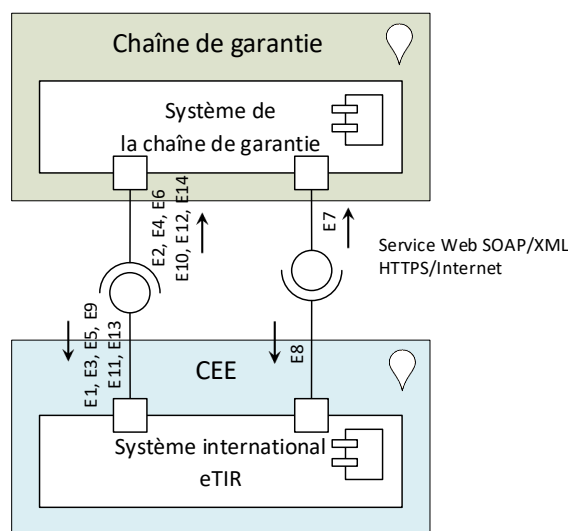 Chaîne de garantie
Système de
la chaîne de garantie
E2, E4, E6
E10, E12, E14
E7
Service Web SOAP/XML
HTTPS/Internet
E1, E3, E5, E9
E11, E13
E8
CEE
Système international
eTIR